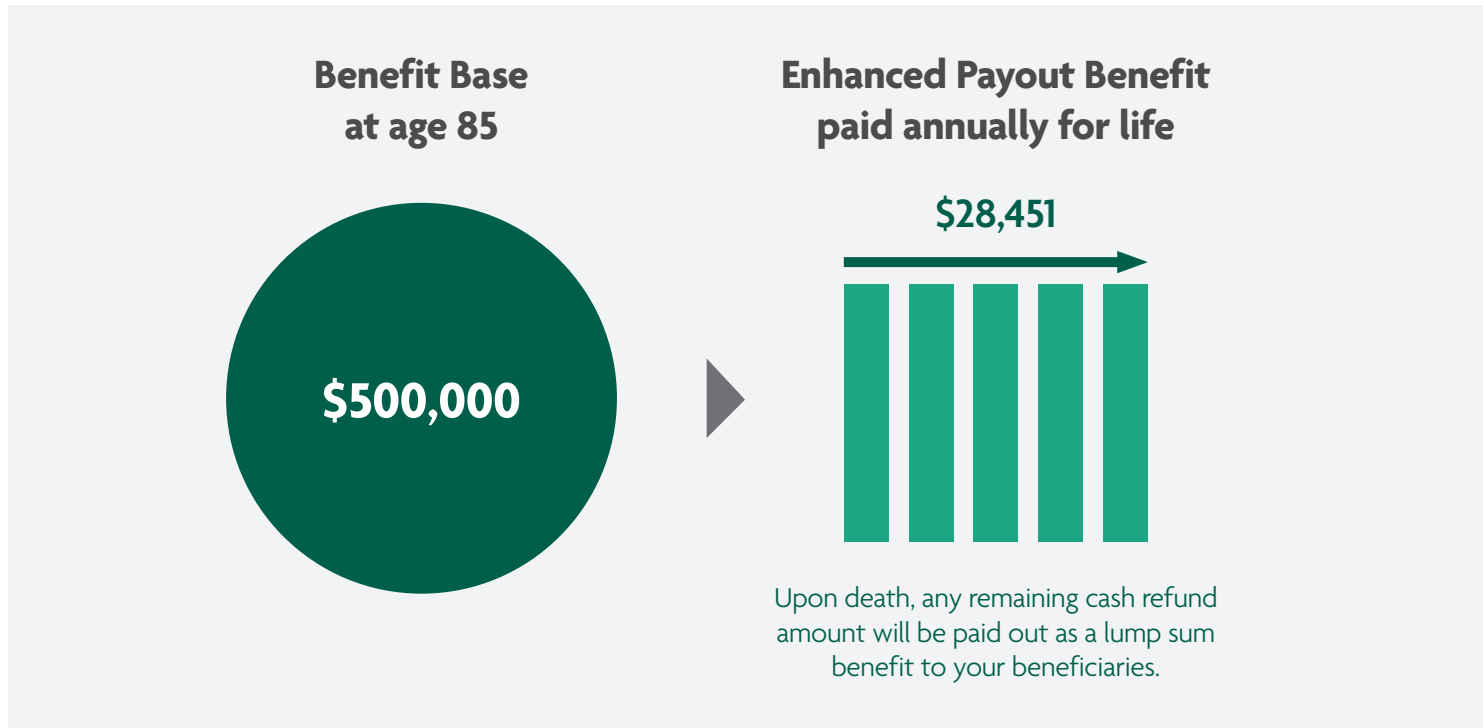 Benefit Base
at age 85
$500,000
Enhanced Payout Benefit
paid annually for life
$28,451
Upon death, any remaining cash refund
amount will be paid out as a lump sum
benefit to your beneficiaries.